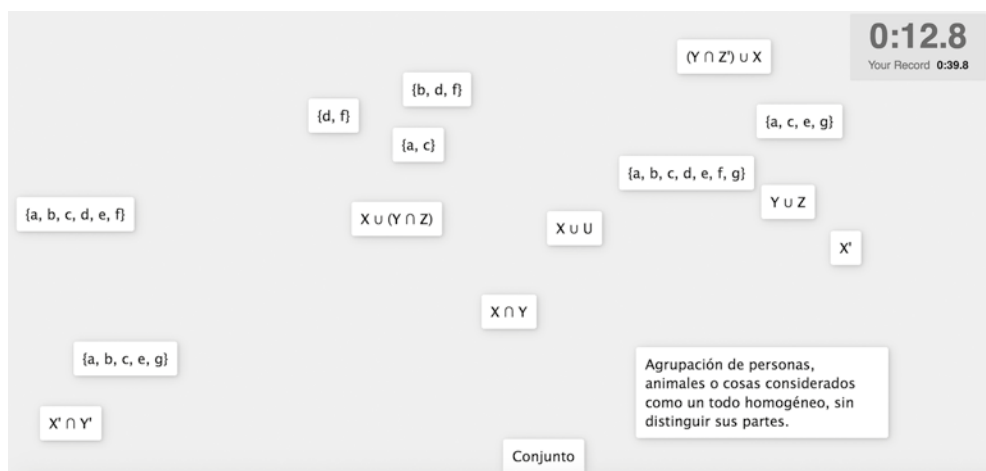 0:12.8
Your Record 0:39.8
(Y ∩ Z') ∪ X
{b, d, f}
{d, f}
{a, c, e, g}
{a, c}
{a, b, c, d, e, f, g}
Y ∪ Z
{a, b, c, d, e, f}
X ∪ (Y ∩ Z)
X ∪ U
X'
X ∩ Y
{a, b, c, e, g}
Agrupación de personas,
animales o cosas considerados
como un todo homogéneo, sin
distinguir sus partes.
X' ∩ Y'
Conjunto